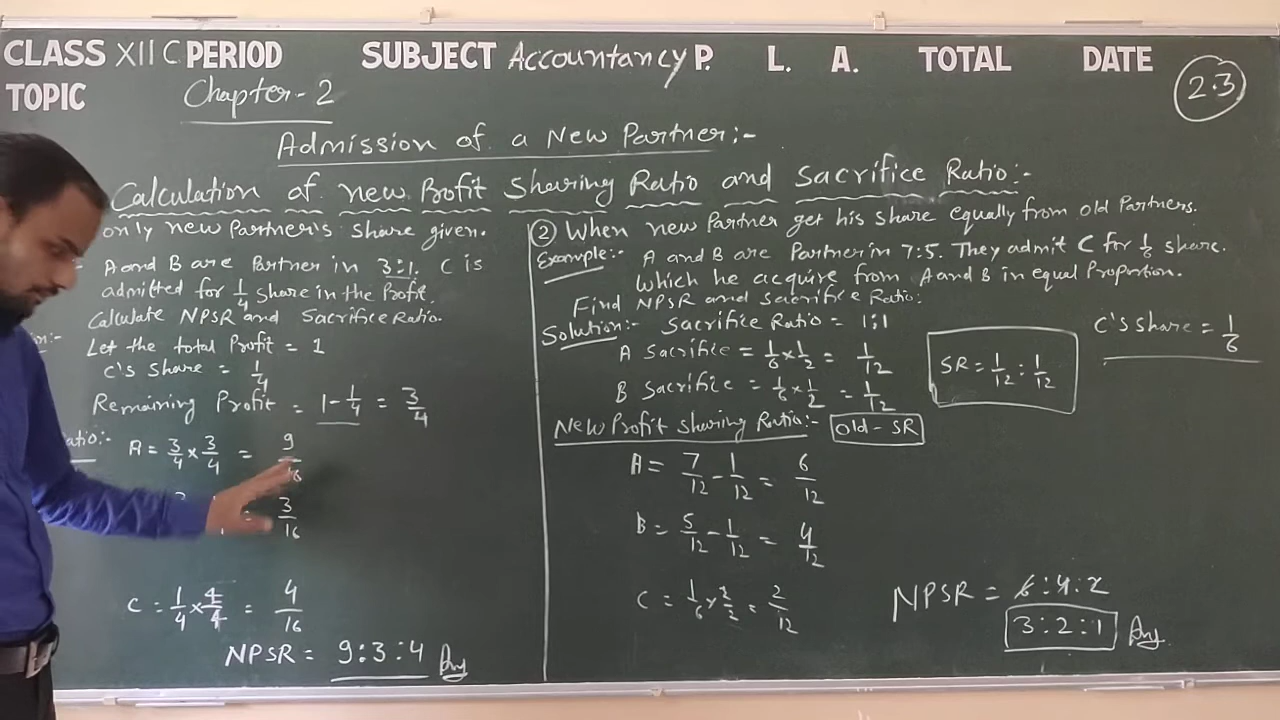 CLASS XII C PERIOD SUBJECT Accountancy P. L. A. TOTAL DATE
TOPIC Chapter-2
2.3
Admission of a New Partner:-
Calculation of new Profit Sharing Ratio and Sacrifice Ratio:-
only new Partner's share given.
A and B are Partner in 3:1. C is
admitted for 1/4 share in the Profit.
Calculate NPSR and Sacrifice Ratio.
Let the total Profit = 1
C's share = 1/4
Remaining Profit = 1 - 1/4 = 3/4
A = 3/4 × 3/4 = 9/16
= 3/16
C = 1/4 × 4/4 = 4/16
NPSR = 9:3:4 Ans
② When new Partner get his share equally from old Partners.
Example:- A and B are Partner in 7:5. They admit C for 1/6 share.
Which he acquire from A and B in equal Proportion.
Find NPSR and Sacrifice Ratio.
Solution:- Sacrifice Ratio = 1:1
C's share = 1/6
A Sacrifice = 1/6 × 1/2 = 1/12
B Sacrifice = 1/6 × 1/2 = 1/12
SR = 1/12 : 1/12
New Profit sharing Ratio:- Old - SR
A = 7/12 - 1/12 = 6/12
B = 5/12 - 1/12 = 4/12
C = 1/6 × 2/2 = 2/12
NPSR = 6:4:2
3:2:1 Ans